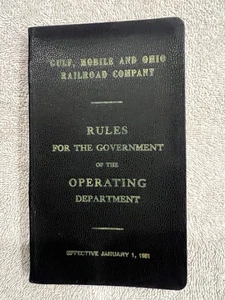 GULF, MOBILE AND OHIO
RAILROAD COMPANY
RULES
FOR THE GOVERNMENT
OF THE
OPERATING
DEPARTMENT
EFFECTIVE JANUARY 1,